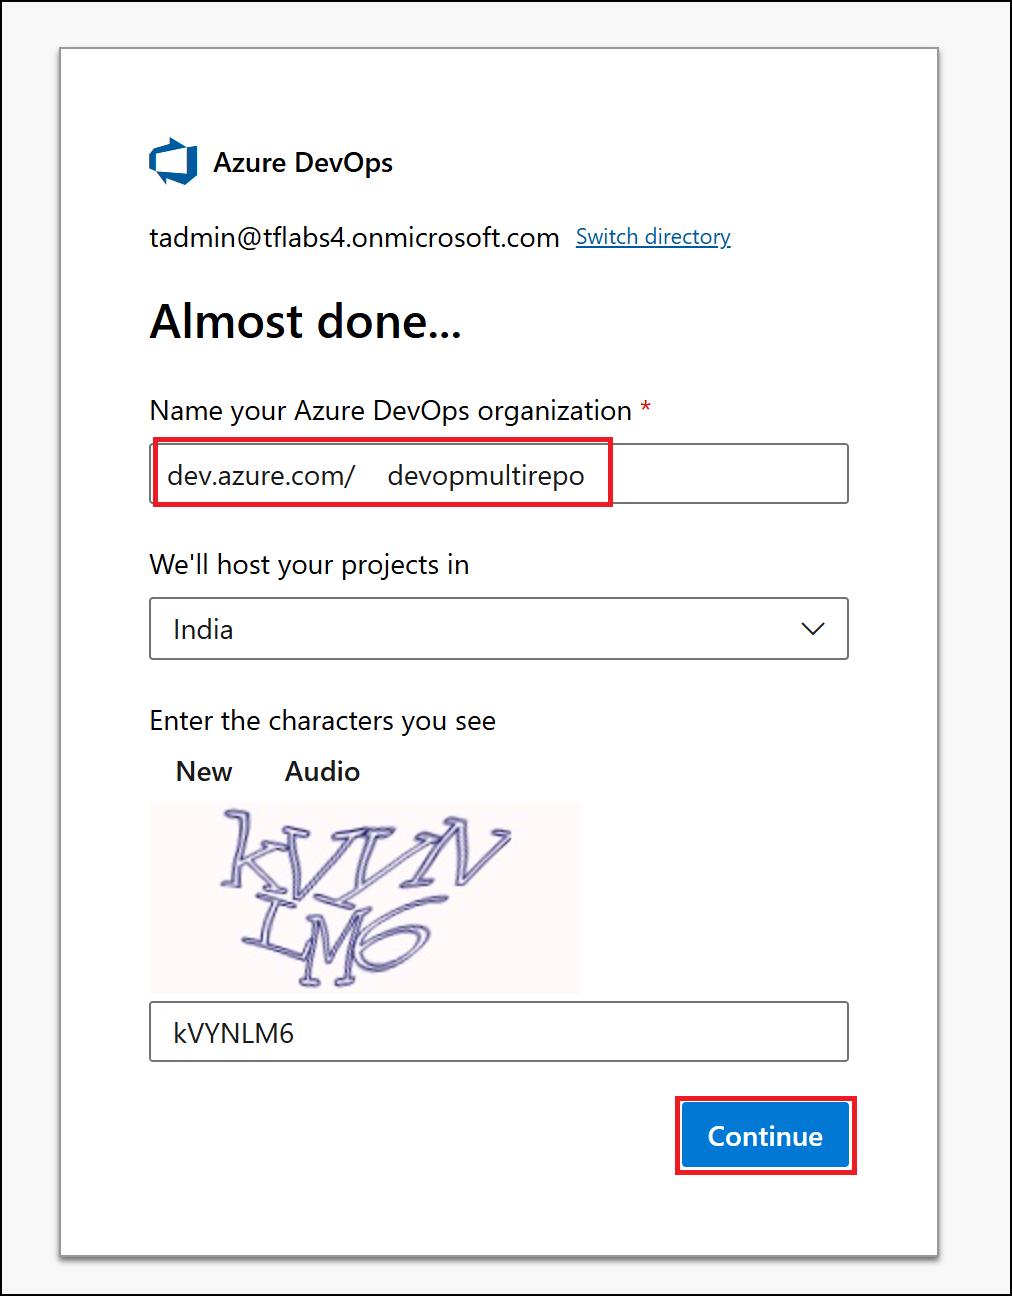 Azure DevOps
tadmin@tflabs4.onmicrosoft.com Switch directory
Almost done...
Name your Azure DevOps organization *
dev.azure.com/ devopmultirepo
We'll host your projects in
India
Enter the characters you see
New Audio
kVYN
LM6
kVYNLM6
Continue